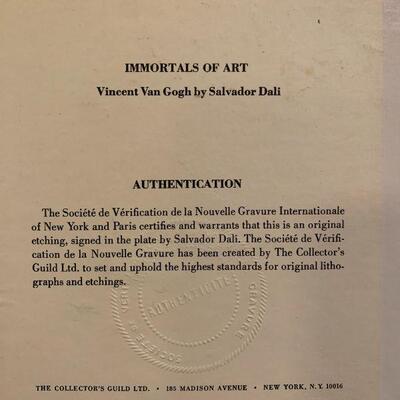 IMMORTALS OF ART
Vincent Van Gogh by Salvador Dali
AUTHENTICATION
The Société de Vérification de la Nouvelle Gravure Internationale
of New York and Paris certifies and warrants that this is an original
etching, signed in the plate by Salvador Dali. The Société de Vérifi-
cation de la Nouvelle Gravure has been created by The Collector's
Guild Ltd. to set and uphold the highest standards for original litho-
graphs and etchings.
AUTHENTICITE
GRAVURE
SOCIETE DE
THE COLLECTOR'S GUILD LTD. • 185 MADISON AVENUE • NEW YORK, N.Y. 10016